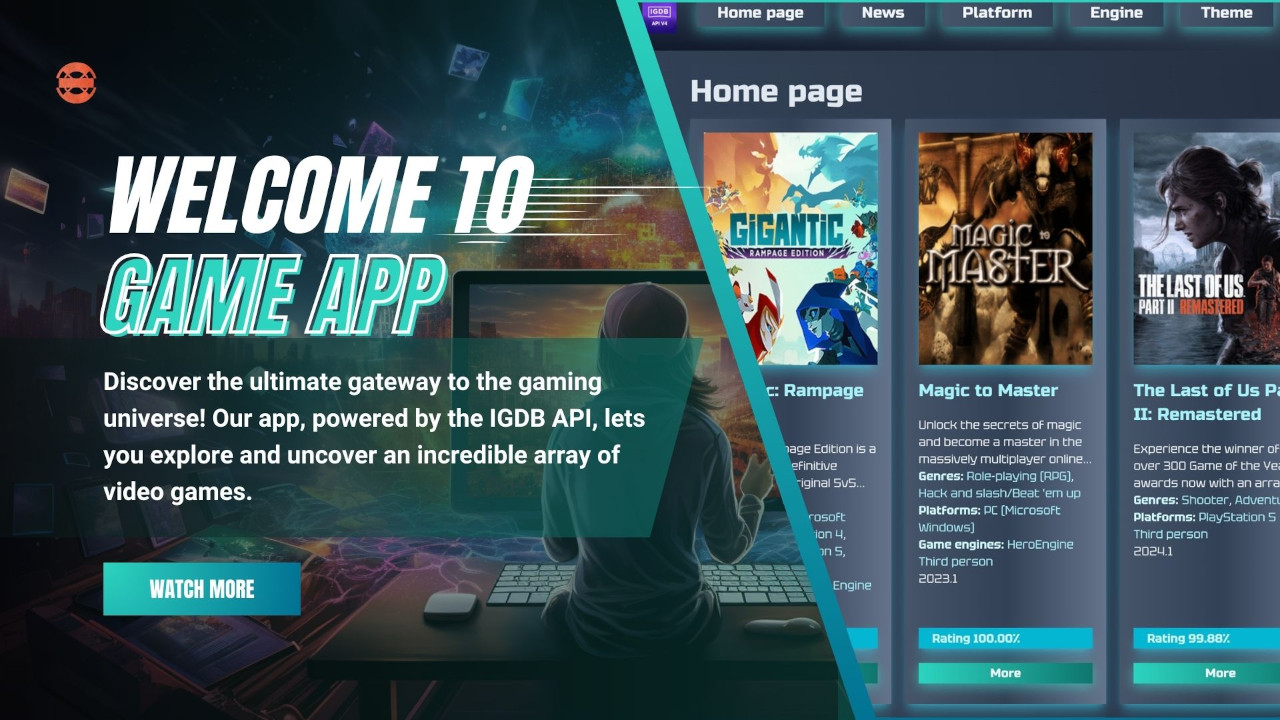 IGDB
API V4
Home page
News
Platform
Engine
Theme
WELCOME TO
GAME APP
Discover the ultimate gateway to the gaming
universe! Our app, powered by the IGDB API, lets
you explore and uncover an incredible array of
video games.
WATCH MORE
Home page
GIGANTIC
RAMPAGE EDITION
c: Rampage
page Edition is a
efinitive
riginal 5v5...
rosoft
ion 4,
on 5,
Engine
MAGIC TO
MASTER
Magic to Master
Unlock the secrets of magic
and become a master in the
massively multiplayer online...
Genres: Role-playing (RPG),
Hack and slash/Beat 'em up
Platforms: PC (Microsoft
Windows)
Game engines: HeroEngine
Third person
2023.1
Rating 100.00%
More
THE LAST OF US
PART II REMASTERED
The Last of Us Pa
II: Remastered
Experience the winner of
over 300 Game of the Yea
awards now with an arra
Genres: Shooter, Adventu
Platforms: PlayStation 5
Third person
2024.1
Rating 99.88%
More